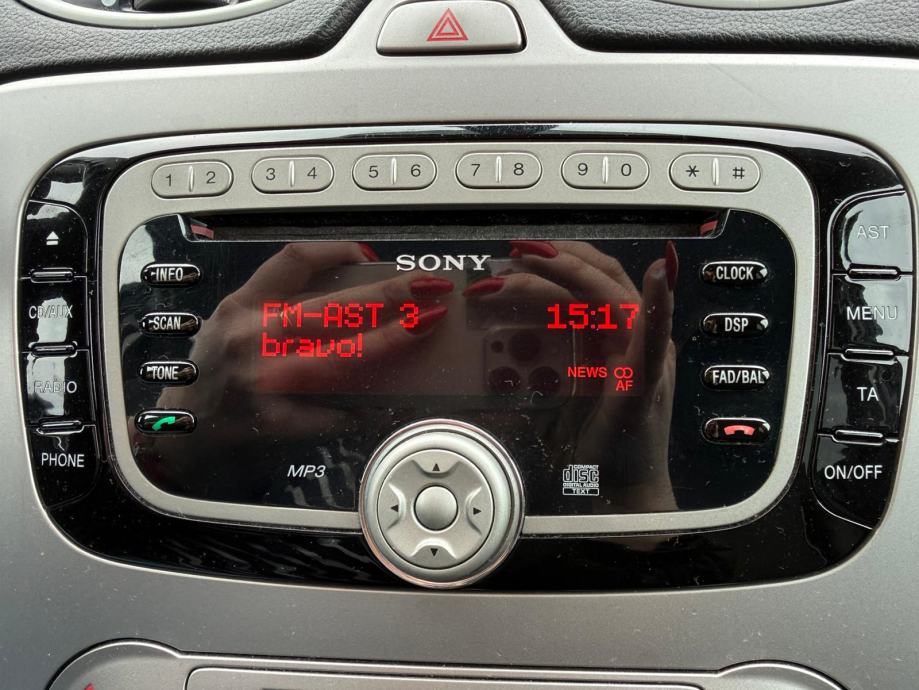 1 2 3 4 5 6 7 8 9 0 * #
SONY
INFO
CLOCK
AST
FM-AST 3 15:17
bravo!
CD/AUX
SCAN
DSP
MENU
NEWS
AF
RADIO
TONE
FAD/BAL
TA
PHONE
MP3
COMPACT
disc
DIGITAL AUDIO
TEXT
ON/OFF